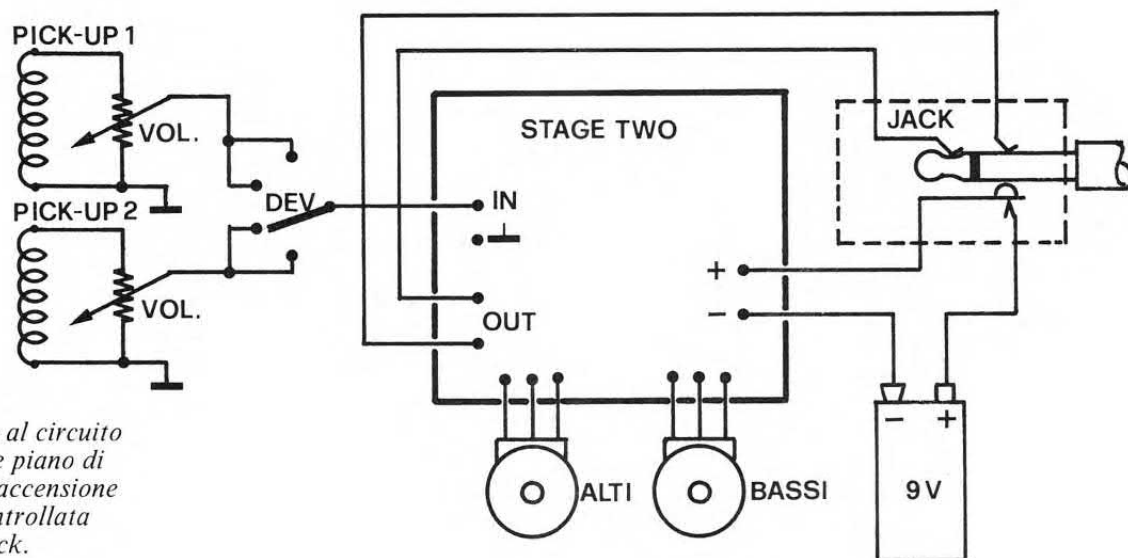 PICK-UP 1
VOL.
PICK-UP 2
VOL.
DEV.
STAGE TWO
IN
OUT
+
-
JACK
ALTI
BASSI
- +
9 V
al circuito
e piano di
accensione
ntrollata
ck.